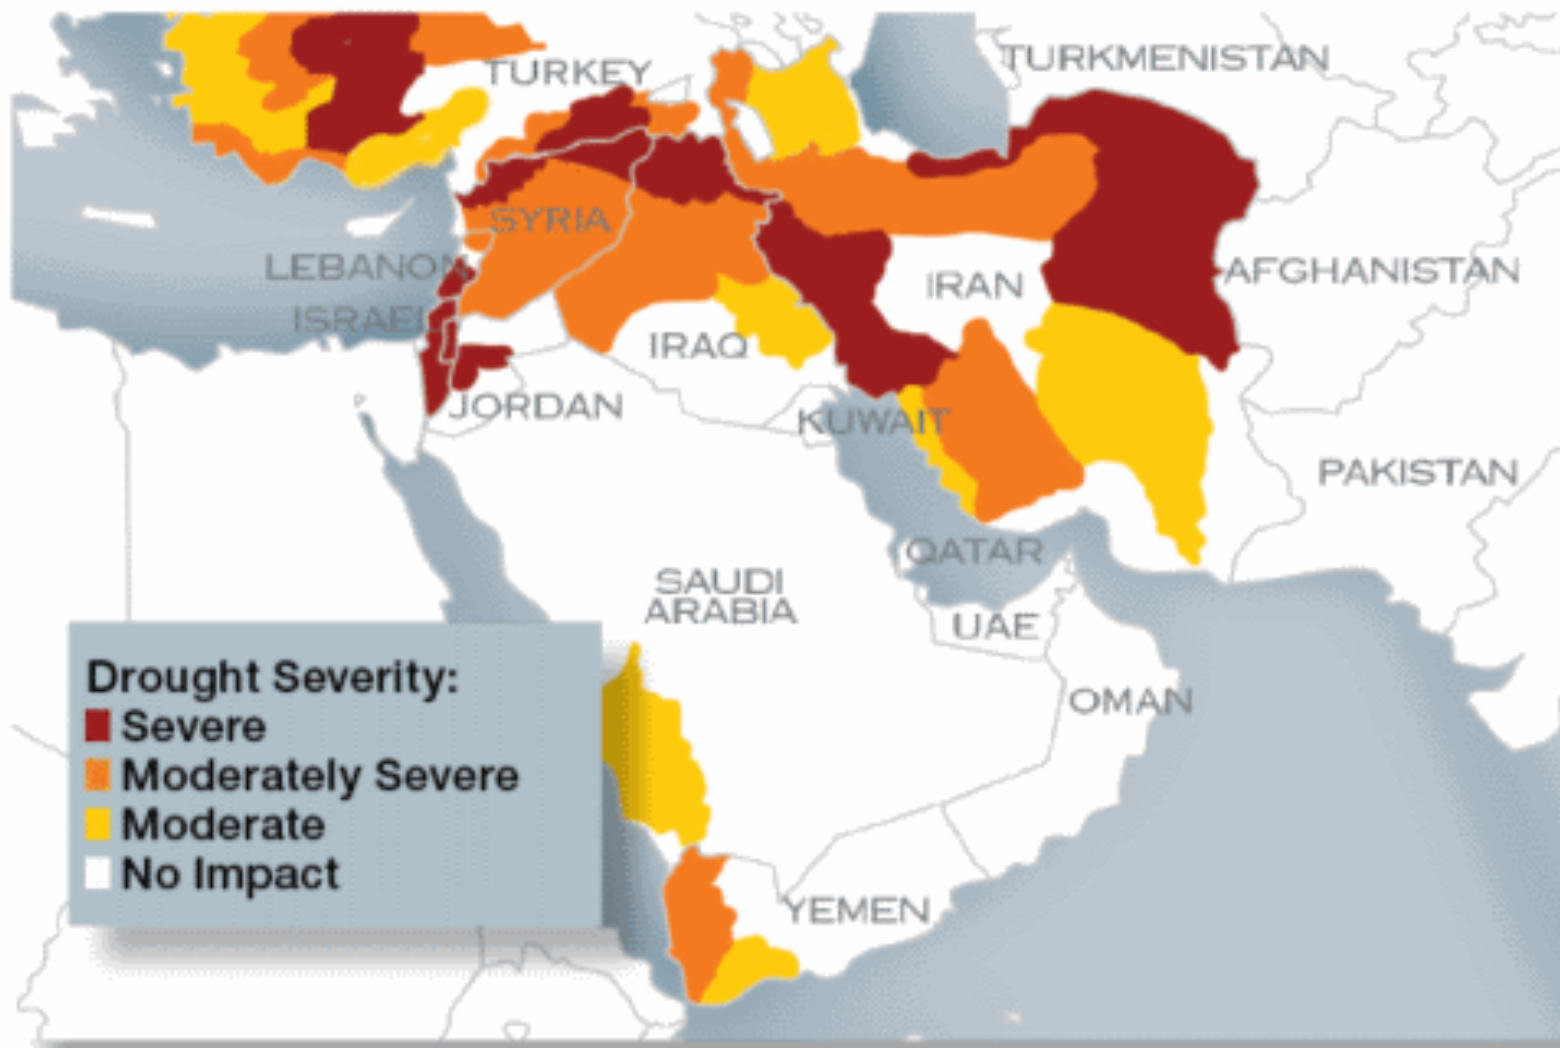 TURKMENISTAN
TURKEY
SYRIA
LEBANON
AFGHANISTAN
IRAN
ISRAEL
IRAQ
JORDAN
KUWAIT
PAKISTAN
QATAR
SAUDI
ARABIA
UAE
OMAN
YEMEN
Drought Severity:
Severe
Moderately Severe
Moderate
No Impact